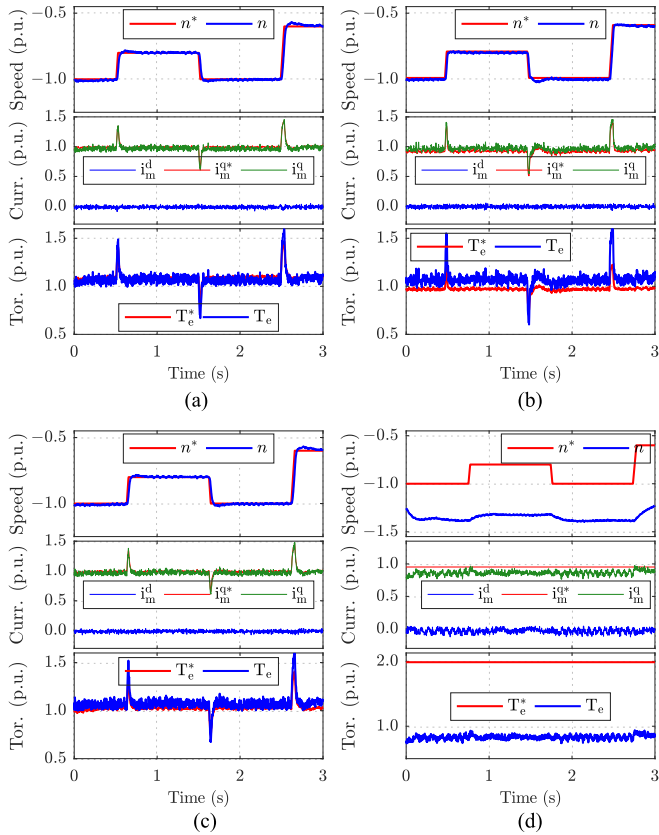 Speed (p.u.)
−0.5
−1.0
n* n
Curr. (p.u.)
1.5
1.0
0.5
0.0
i_m^d i_m^q* i_m^q
Tor. (p.u.)
1.5
1.0
0.5
T_e^* T_e
0 1 2 3
Time (s)
(a)
Speed (p.u.)
−0.5
−1.0
n* n
Curr. (p.u.)
1.5
1.0
0.5
0.0
i_m^d i_m^q* i_m^q
Tor. (p.u.)
1.5
1.0
0.5
T_e^* T_e
0 1 2 3
Time (s)
(b)
Speed (p.u.)
−0.5
−1.0
n* n
Curr. (p.u.)
1.5
1.0
0.5
0.0
i_m^d i_m^q* i_m^q
Tor. (p.u.)
1.5
1.0
0.5
T_e^* T_e
0 1 2 3
Time (s)
(c)
Speed (p.u.)
−0.5
−1.0
−1.5
n* n
Curr. (p.u.)
1.0
0.5
0.0
i_m^d i_m^q* i_m^q
Tor. (p.u.)
2.0
1.0
T_e^* T_e
0 1 2 3
Time (s)
(d)